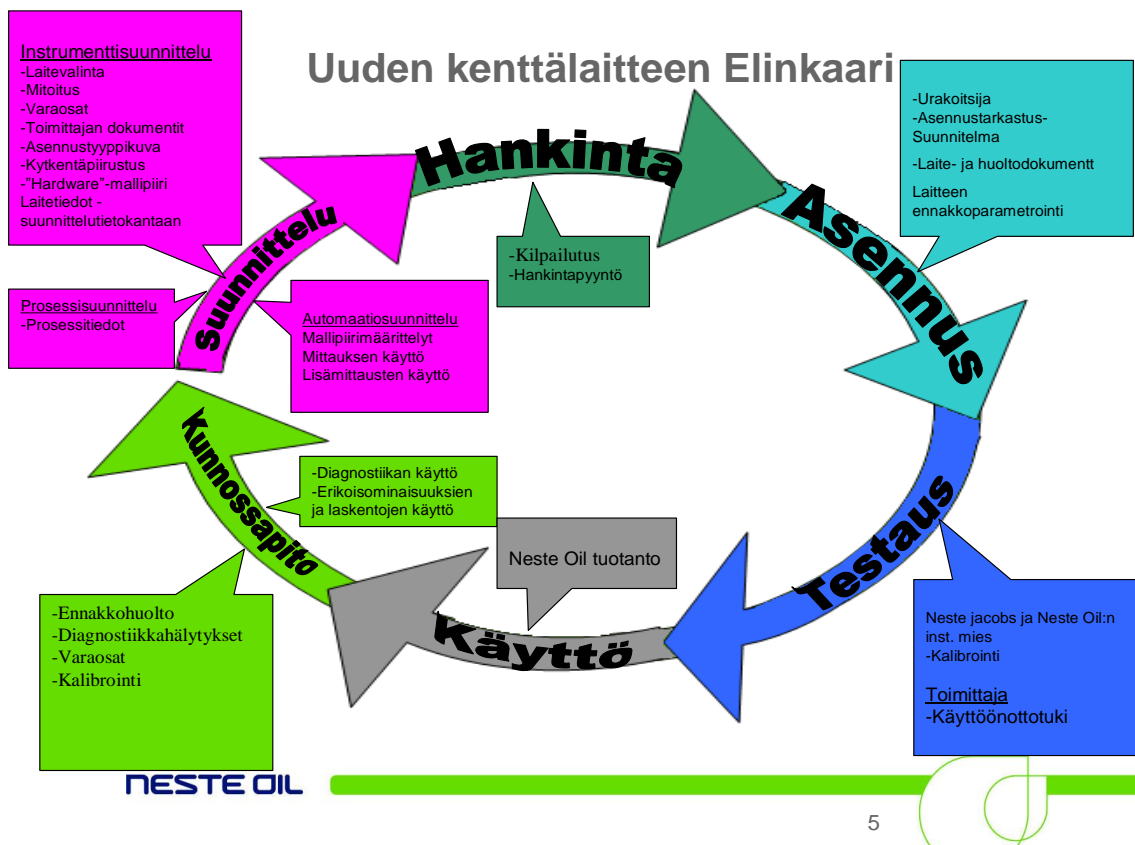 Uuden kenttälaitteen Elinkaari
Instrumenttisuunnittelu
-Laitevalinta
-Mitoitus
-Varaosat
-Toimittajan dokumentit
-Asennustyyppikuva
-Kytkentäpiirustus
-"Hardware"-mallipiiri
Laitetiedot -
suunnittelutietokantaan
Prosessisuunnittelu
-Prosessitiedot
Suunnittelu
Automaatiosuunnittelu
Mallipiirimäärittelyt
Mittauksen käyttö
Lisämittausten käyttö
Hankinta
-Kilpailutus
-Hankintapyyntö
Asennus
-Urakoitsija
-Asennustarkastus-
Suunnitelma
-Laite- ja huoltodokumentt
Laitteen
ennakkoparametrointi
Testaus
Neste jacobs ja Neste Oil:n
inst. mies
-Kalibrointi
Toimittaja
-Käyttöönottotuki
Käyttö
Neste Oil tuotanto
Kunnossapito
-Diagnostiikan käyttö
-Erikoisominaisuuksien
ja laskentojen käyttö
-Ennakkohuolto
-Diagnostiikkahälytykset
-Varaosat
-Kalibrointi
NESTE OIL
5